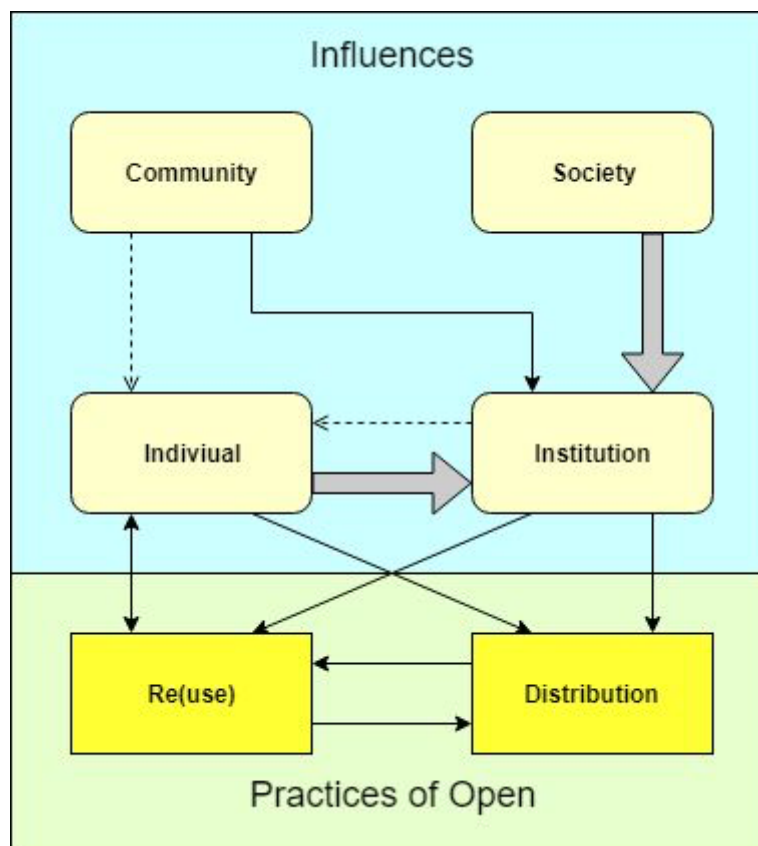 Influences
Community
Society
Indiviual
Institution
Re(use)
Distribution
Practices of Open